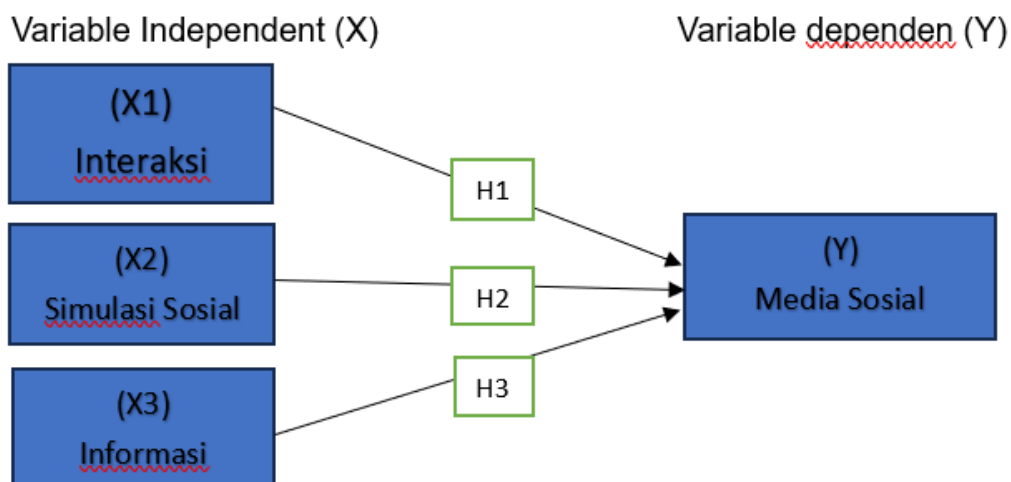 Variable Independent (X)
Variable dependen (Y)
(X1)
Interaksi
H1
(X2)
Simulasi Sosial
H2
(Y)
Media Sosial
(X3)
Informasi
H3